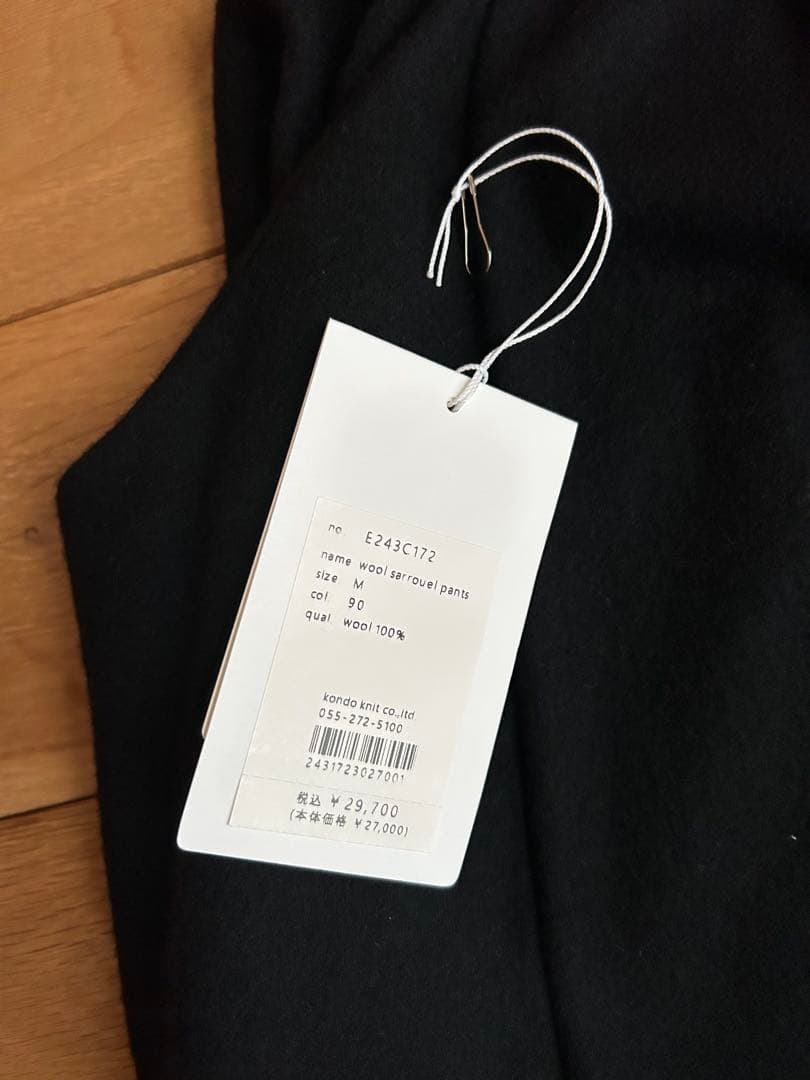 no. E243C172
name wool sarrouel pants
size M
col. 90
qual. wool 100%
kondo knit co.,ltd
055-272-5100
2431723027001
税込 ￥29,700
(本体価格 ￥27,000)